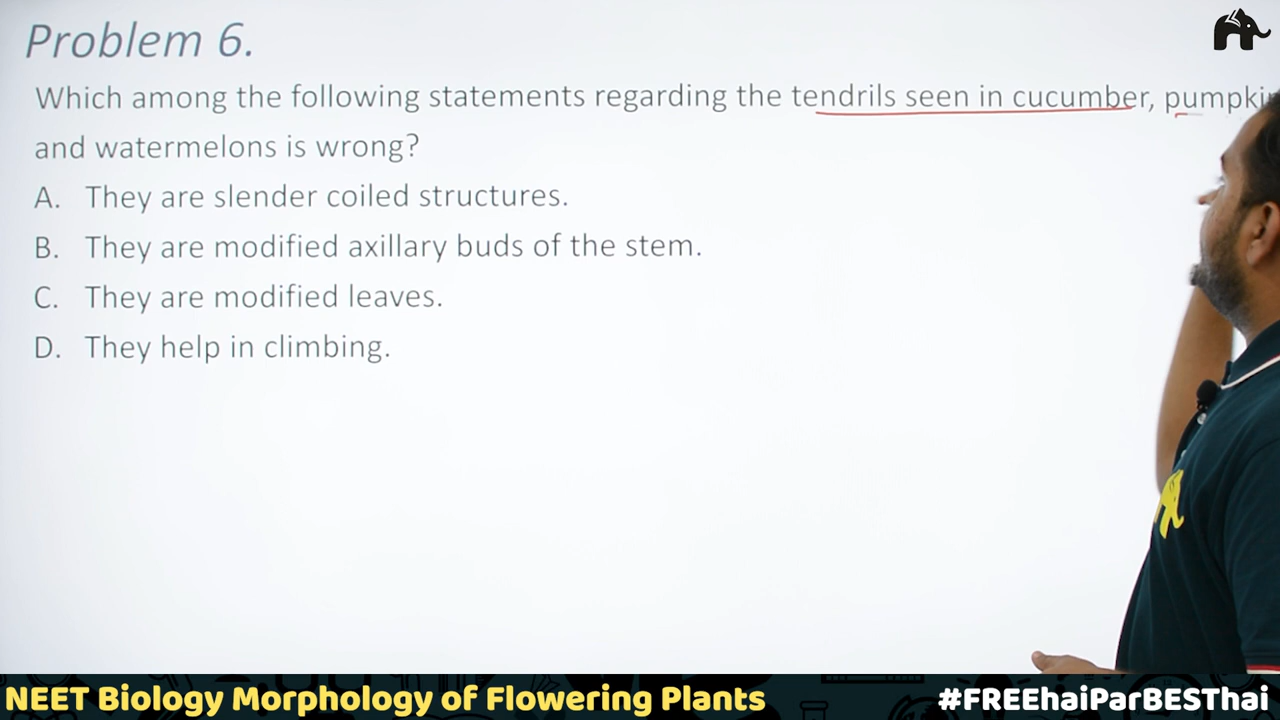 Problem 6.
Which among the following statements regarding the tendrils seen in cucumber,
and watermelons is wrong?
A. They are slender coiled structures.
B. They are modified axillary buds of the stem.
C. They are modified leaves.
D. They help in climbing.
NEET Biology Morphology of Flowering Plants
#FREEhaiParBESThai